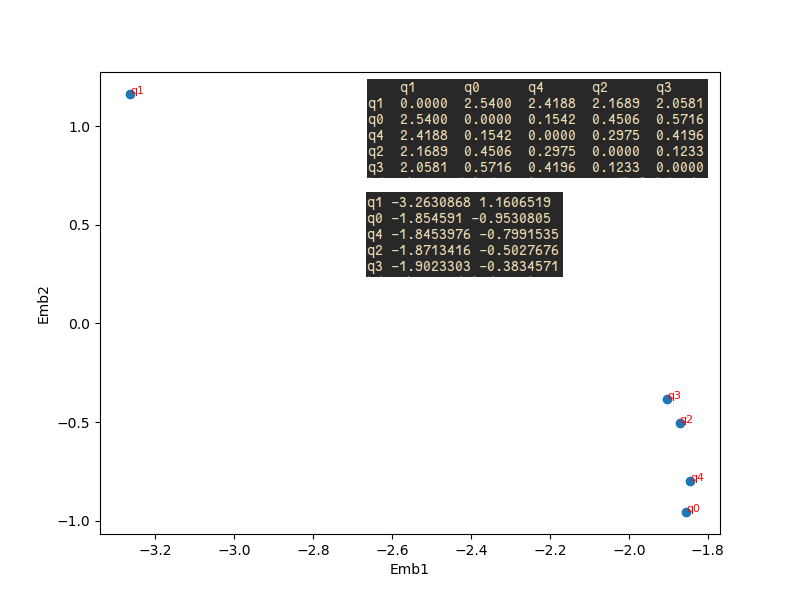 q1 q0 q4 q2 q3
q1 0.0000 2.5400 2.4188 2.1689 2.0581
q0 2.5400 0.0000 0.1542 0.4506 0.5716
q4 2.4188 0.1542 0.0000 0.2975 0.4196
q2 2.1689 0.4506 0.2975 0.0000 0.1233
q3 2.0581 0.5716 0.4196 0.1233 0.0000
q1 -3.2630868 1.1606519
q0 -1.854591 -0.9530805
q4 -1.8453976 -0.7991535
q2 -1.8713416 -0.5027676
q3 -1.9023303 -0.3834571
q1
q3
q2
q4
q0
1.0
0.5
0.0
−0.5
−1.0
Emb2
−3.2 −3.0 −2.8 −2.6 −2.4 −2.2 −2.0 −1.8
Emb1